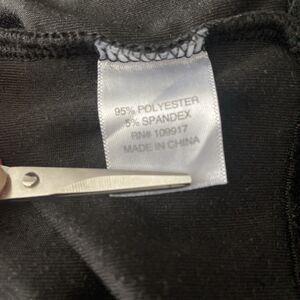 95% POLYESTER
5% SPANDEX
RN# 109917
MADE IN CHINA